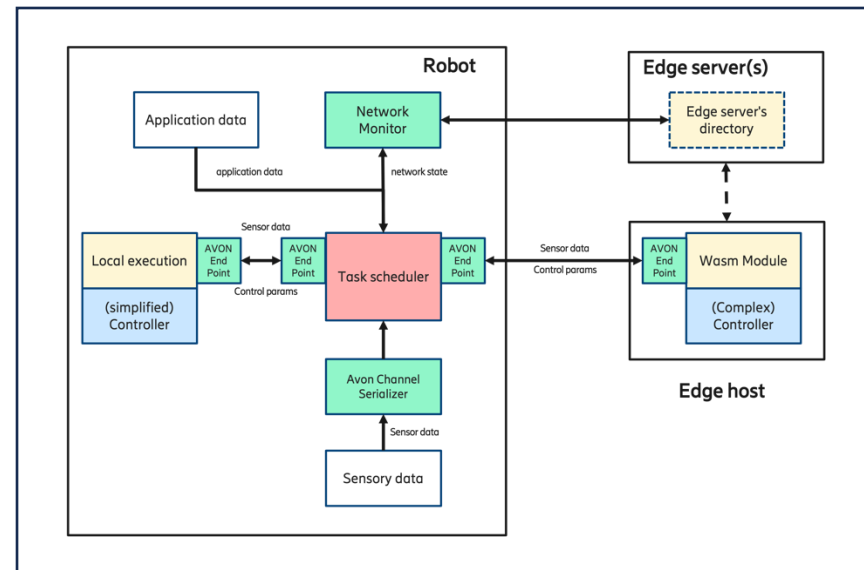 Robot
Edge server(s)
Application data
Network
Monitor
Edge server's
directory
application data
network state
Sensor data
Local execution
AVON
End
Point
AVON
End
Point
Task scheduler
AVON
End
Point
Sensor data
Control params
AVON
End
Point
Wasm Module
(simplified)
Controller
Control params
(Complex)
Controller
Avon Channel
Serializer
Edge host
Sensor data
Sensory data